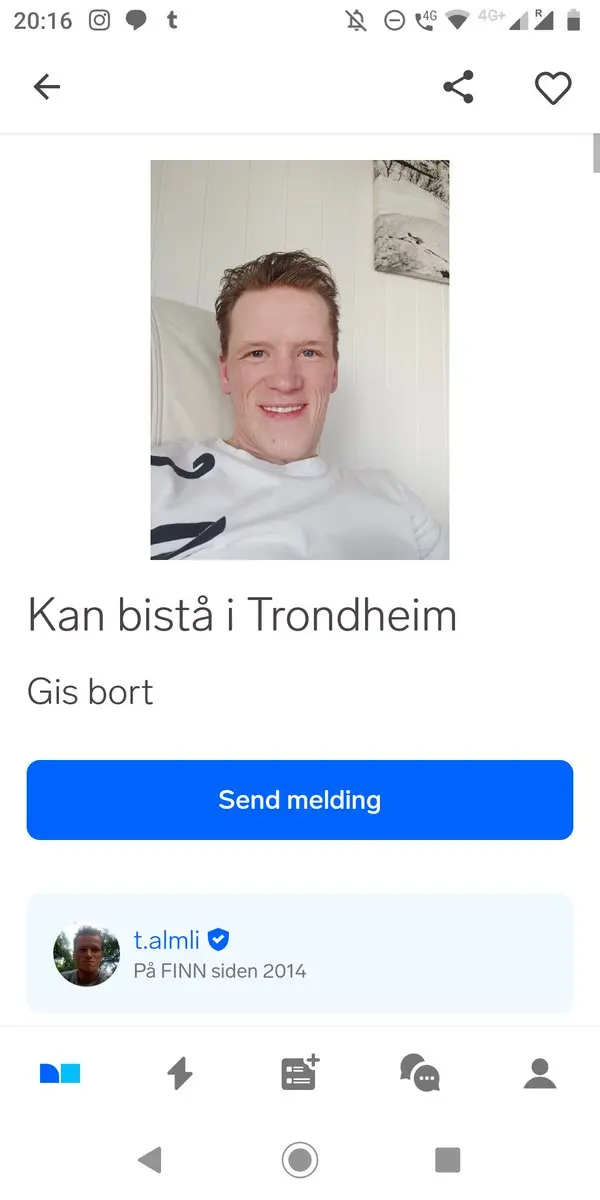 20:16
4G
4G+
R
Kan bistå i Trondheim
Gis bort
Send melding
t.almli
På FINN siden 2014